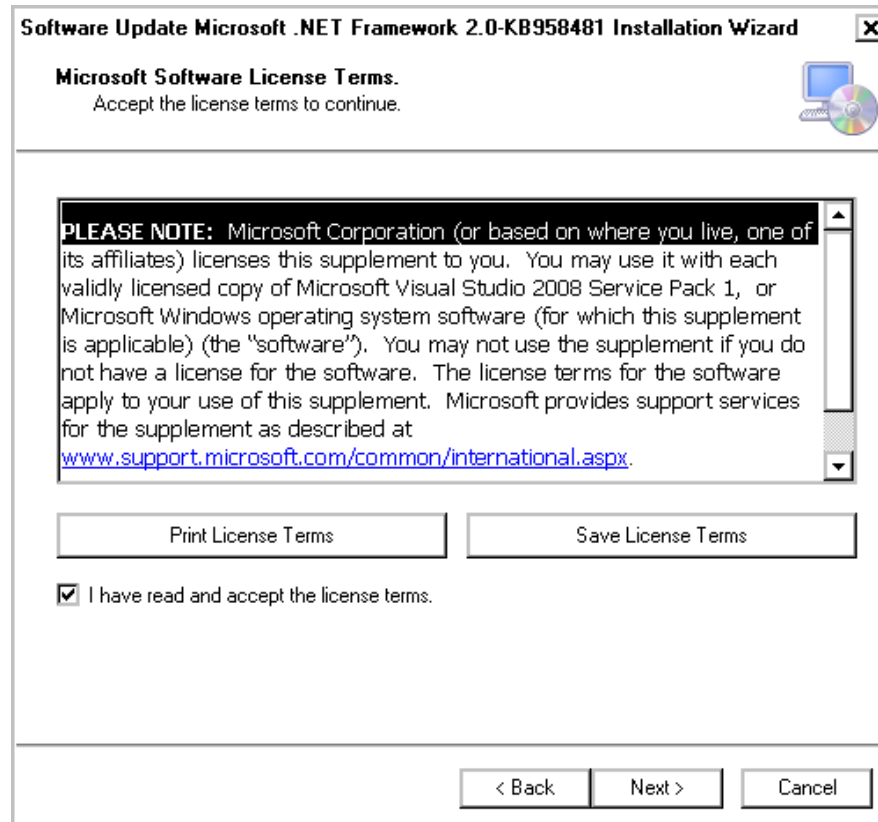 Software Update Microsoft .NET Framework 2.0-KB958481 Installation Wizard
Microsoft Software License Terms.
Accept the license terms to continue.
PLEASE NOTE: Microsoft Corporation (or based on where you live, one of
its affiliates) licenses this supplement to you. You may use it with each
validly licensed copy of Microsoft Visual Studio 2008 Service Pack 1, or
Microsoft Windows operating system software (for which this supplement
is applicable) (the "software"). You may not use the supplement if you do
not have a license for the software. The license terms for the software
apply to your use of this supplement. Microsoft provides support services
for the supplement as described at
www.support.microsoft.com/common/international.aspx.
Print License Terms
Save License Terms
I have read and accept the license terms.
< Back
Next >
Cancel